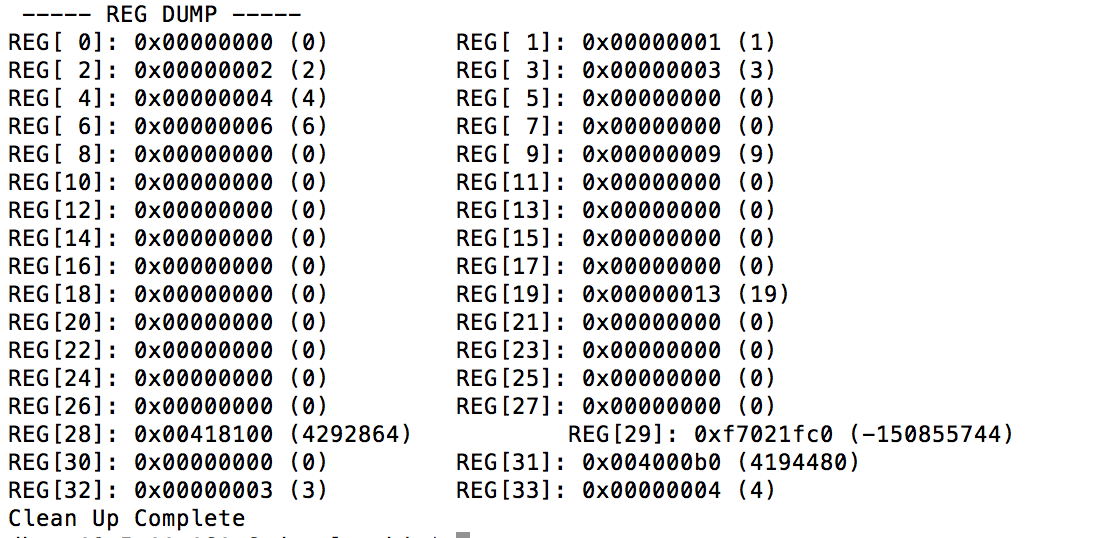 ----- REG DUMP -----
REG[ 0]: 0x00000000 (0) REG[ 1]: 0x00000001 (1)
REG[ 2]: 0x00000002 (2) REG[ 3]: 0x00000003 (3)
REG[ 4]: 0x00000004 (4) REG[ 5]: 0x00000000 (0)
REG[ 6]: 0x00000006 (6) REG[ 7]: 0x00000000 (0)
REG[ 8]: 0x00000000 (0) REG[ 9]: 0x00000009 (9)
REG[10]: 0x00000000 (0) REG[11]: 0x00000000 (0)
REG[12]: 0x00000000 (0) REG[13]: 0x00000000 (0)
REG[14]: 0x00000000 (0) REG[15]: 0x00000000 (0)
REG[16]: 0x00000000 (0) REG[17]: 0x00000000 (0)
REG[18]: 0x00000000 (0) REG[19]: 0x00000013 (19)
REG[20]: 0x00000000 (0) REG[21]: 0x00000000 (0)
REG[22]: 0x00000000 (0) REG[23]: 0x00000000 (0)
REG[24]: 0x00000000 (0) REG[25]: 0x00000000 (0)
REG[26]: 0x00000000 (0) REG[27]: 0x00000000 (0)
REG[28]: 0x00418100 (4292864) REG[29]: 0xf7021fc0 (-150855744)
REG[30]: 0x00000000 (0) REG[31]: 0x004000b0 (4194480)
REG[32]: 0x00000003 (3) REG[33]: 0x00000004 (4)
Clean Up Complete